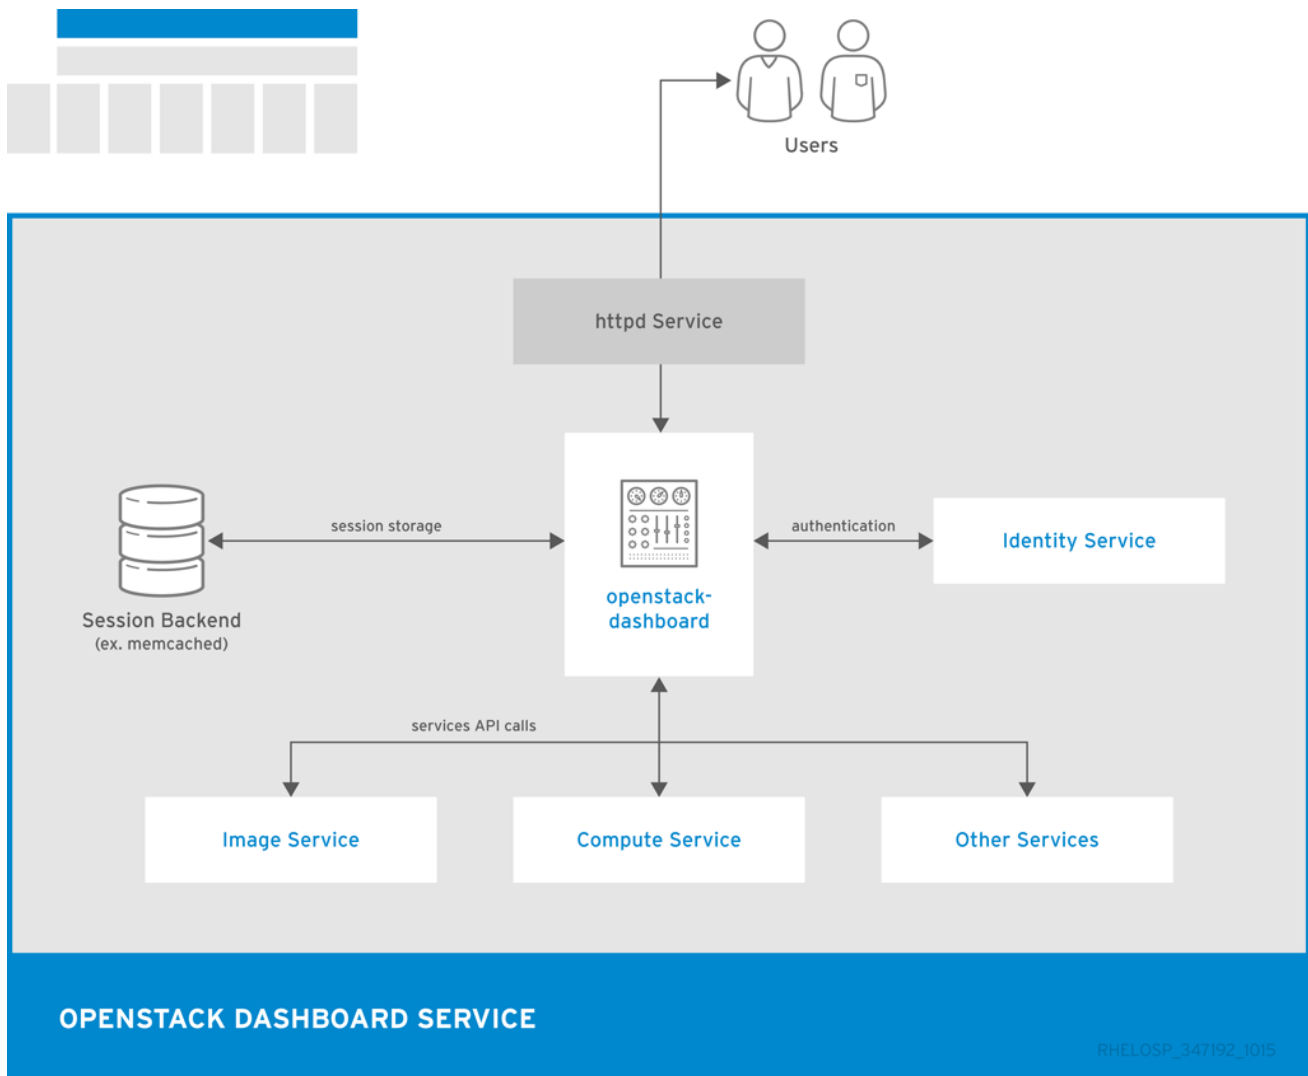 Users
httpd Service
session storage
authentication
Identity Service
openstack-
dashboard
Session Backend
(ex. memcached)
services API calls
Image Service
Compute Service
Other Services
OPENSTACK DASHBOARD SERVICE
RHELOSP_347192_1015